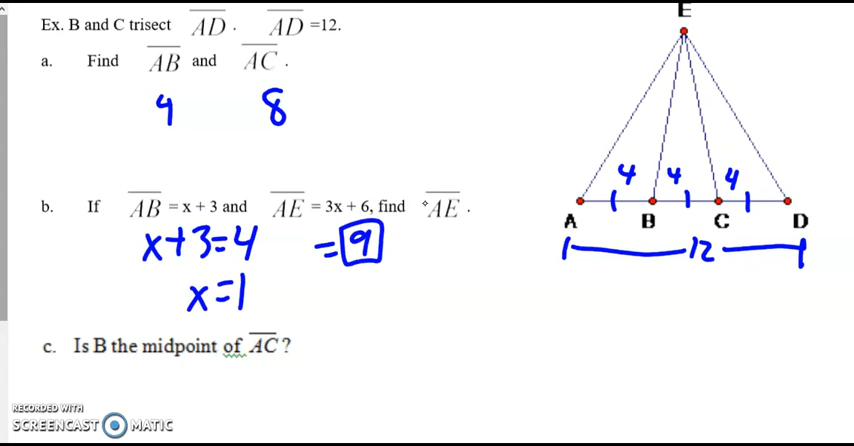 Ex. B and C trisect AD. AD =12.
a. Find AB and AC.
4 8
b. If AB = x + 3 and AE = 3x + 6, find AE.
x+3=4 =9
x=1
c. Is B the midpoint of AC?
E
4 4 4
A B C D
12
RECORDED WITH
SCREENCAST MATIC